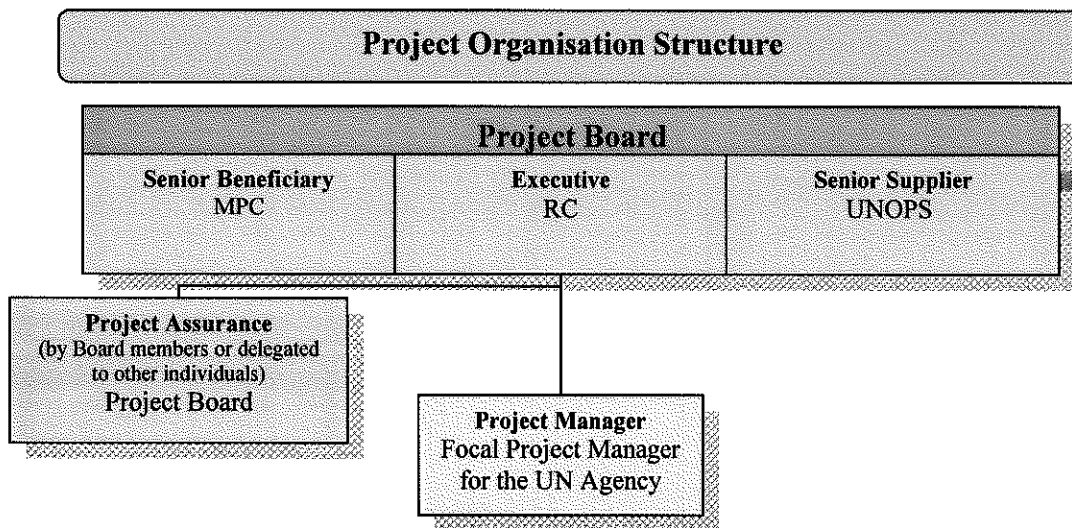 Project Organisation Structure
Project Board
Senior Beneficiary
MPC
Executive
RC
Senior Supplier
UNOPS
Project Assurance
(by Board members or delegated
to other individuals)
Project Board
Project Manager
Focal Project Manager
for the UN Agency